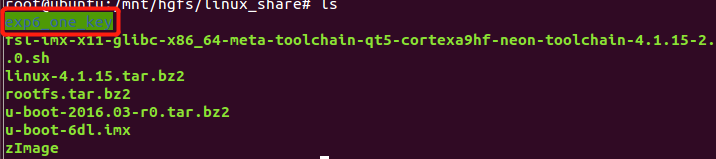 root@ubuntu:/mnt/hgfs/linux_share# ls
exp6_one_key
fsl-imx-x11-glibc-x86_64-meta-toolchain-qt5-cortexa9hf-neon-toolchain-4.1.15-2.
.0.sh
linux-4.1.15.tar.bz2
rootfs.tar.bz2
u-boot-2016.03-r0.tar.bz2
u-boot-6dl.imx
zImage